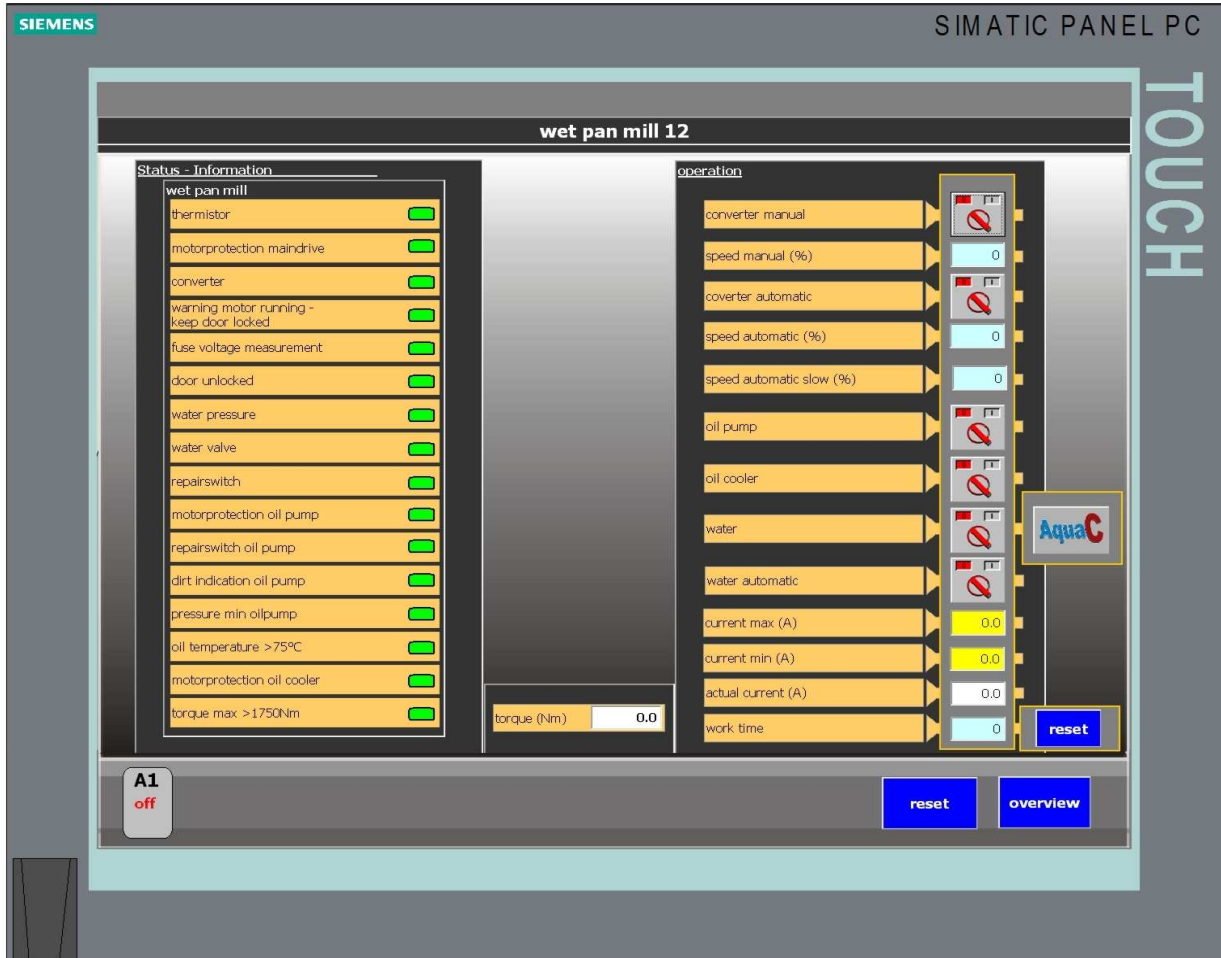 SIEMENS
SIMATIC PANEL PC
TOUCH
wet pan mill 12
Status - Information
wet pan mill
thermistor
motorprotection maindrive
converter
warning motor running -
keep door locked
fuse voltage measurement
door unlocked
water pressure
water valve
repairswitch
motorprotection oil pump
repairswitch oil pump
dirt indication oil pump
pressure min oilpump
oil temperature >75°C
motorprotection oil cooler
torque max >1750Nm
torque (Nm) 0.0
operation
converter manual
speed manual (%) 0
coverter automatic
speed automatic (%) 0
speed automatic slow (%) 0
oil pump
oil cooler
water
AquaC
water automatic
current max (A) 0.0
current min (A) 0.0
actual current (A) 0.0
work time 0 reset
A1
off
reset overview